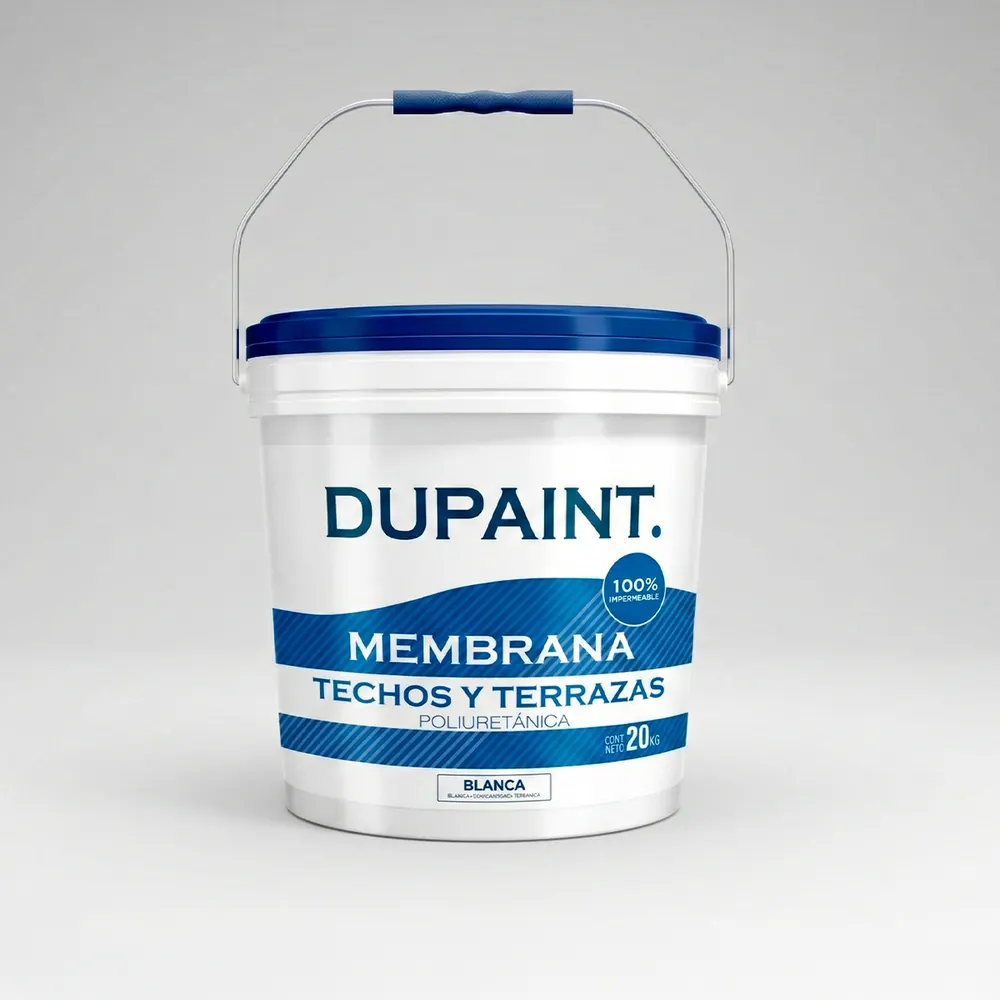 DUPAINT.
100%
IMPERMEABLE
MEMBRANA
TECHOS Y TERRAZAS
POLIURETÁNICA
CONT
NETO 20KG
BLANCA